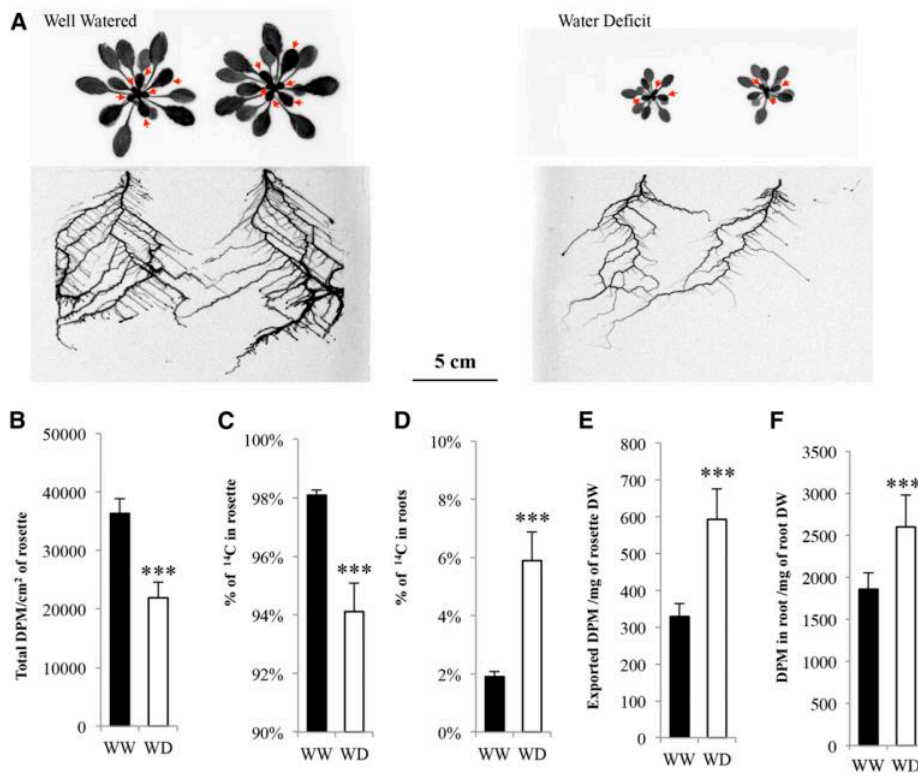 A
Well Watered
Water Deficit
5 cm
B
Total DPM/cm² of rosette
50000
40000
30000
20000
10000
0
***
WW WD
C
% of ¹⁴C in rosette
100%
98%
96%
94%
92%
90%
***
WW WD
D
% of ¹⁴C in roots
10%
8%
6%
4%
2%
0%
***
WW WD
E
Exported DPM /mg of rosette DW
800
700
600
500
400
300
200
100
0
***
WW WD
F
DPM in root /mg of root DW
3500
3000
2500
2000
1500
1000
500
0
***
WW WD